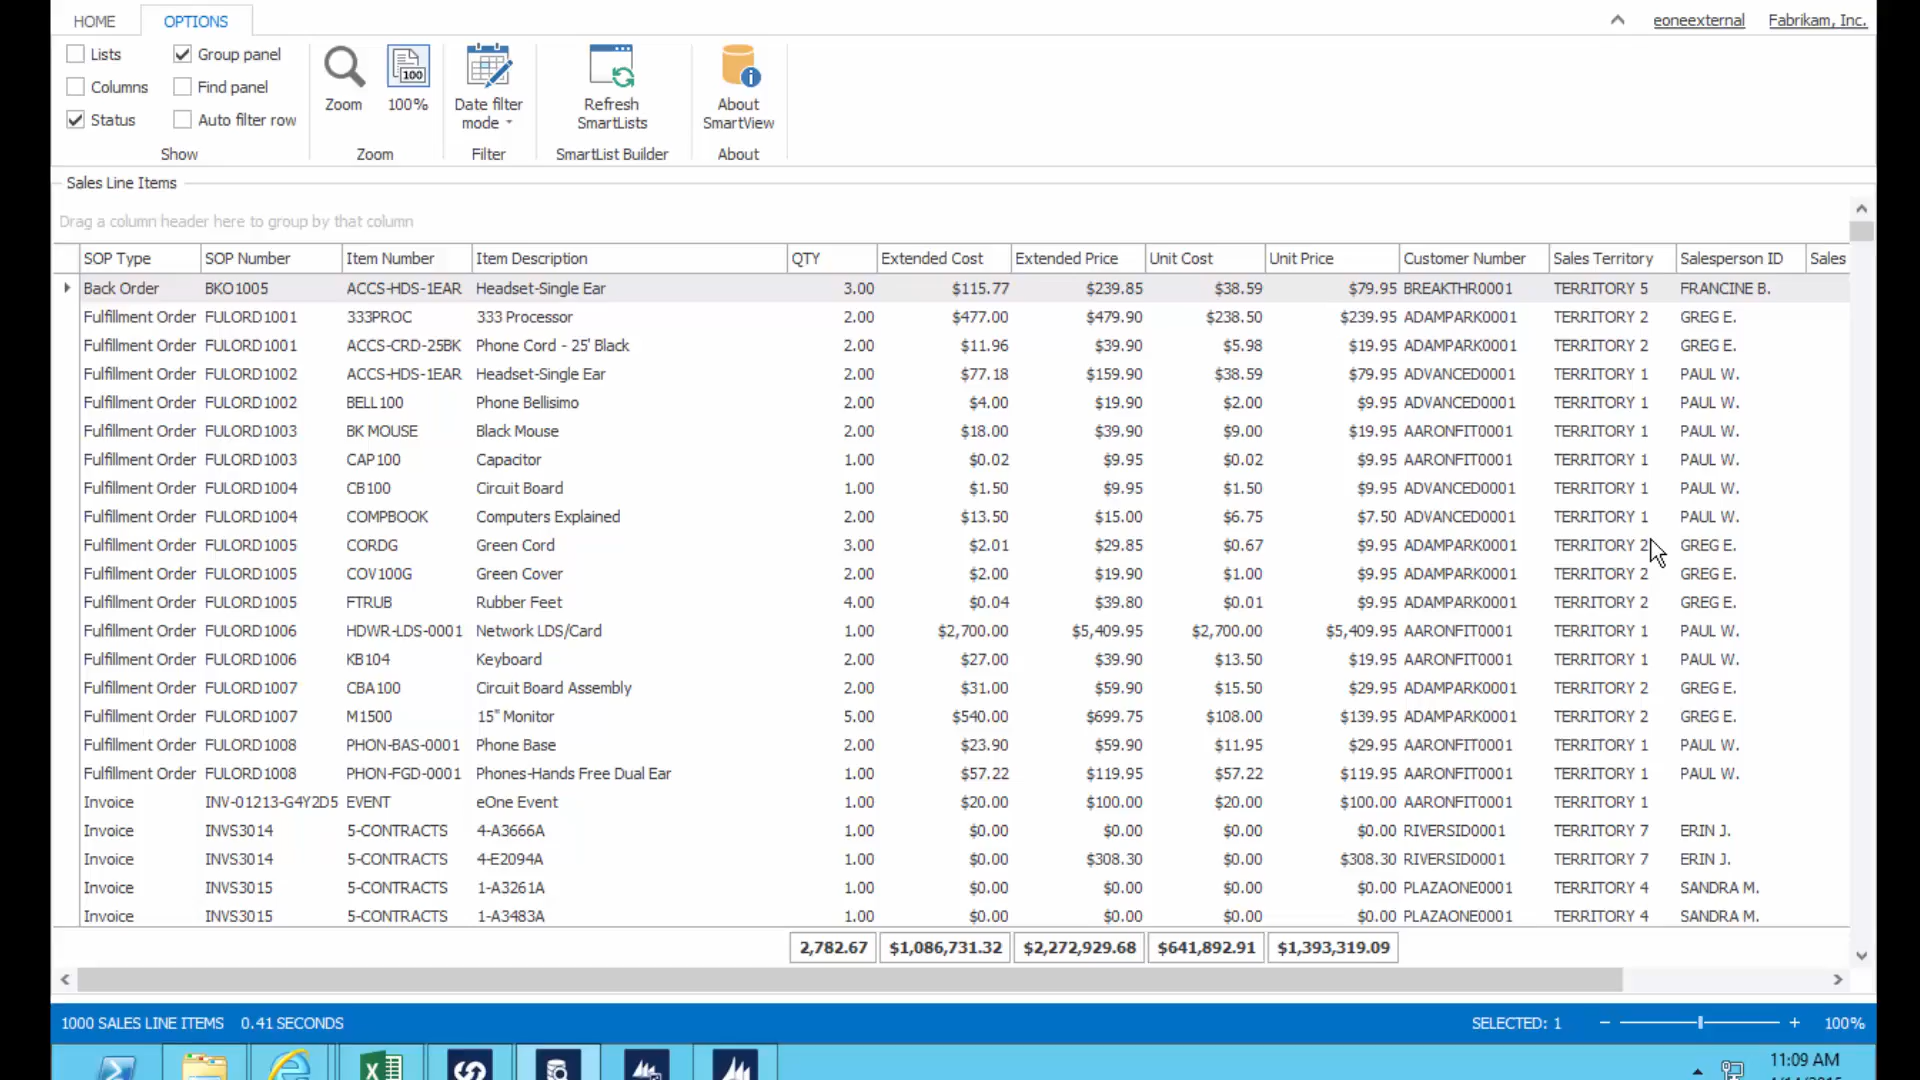 HOME OPTIONS eoneexternal Fabrikam, Inc.
Lists Group panel
Columns Find panel
Status Auto filter row
Show
Zoom 100 100%
Zoom
Date filter mode
Filter
Refresh SmartLists
SmartList Builder
About SmartView
About
Sales Line Items
Drag a column header here to group by that column
SOP Type SOP Number Item Number Item Description QTY Extended Cost Extended Price Unit Cost Unit Price Customer Number Sales Territory Salesperson ID Sales
Back Order BKO1005 ACCS-HDS-1EAR Headset-Single Ear 3.00 $115.77 $239.85 $38.59 $79.95 BREAKTHR0001 TERRITORY 5 FRANCINE B.
Fulfillment Order FULORD1001 333PROC 333 Processor 2.00 $477.00 $479.90 $238.50 $239.95 ADAMPARK0001 TERRITORY 2 GREG E.
Fulfillment Order FULORD1001 ACCS-CRD-25BK Phone Cord - 25' Black 2.00 $11.96 $39.90 $5.98 $19.95 ADAMPARK0001 TERRITORY 2 GREG E.
Fulfillment Order FULORD1002 ACCS-HDS-1EAR Headset-Single Ear 2.00 $77.18 $159.90 $38.59 $79.95 ADVANCED0001 TERRITORY 1 PAUL W.
Fulfillment Order FULORD1002 BELL100 Phone Bellisimo 2.00 $4.00 $19.90 $2.00 $9.95 ADVANCED0001 TERRITORY 1 PAUL W.
Fulfillment Order FULORD1003 BK MOUSE Black Mouse 2.00 $18.00 $39.90 $9.00 $19.95 AARONFIT0001 TERRITORY 1 PAUL W.
Fulfillment Order FULORD1003 CAP100 Capacitor 1.00 $0.02 $9.95 $0.02 $9.95 AARONFIT0001 TERRITORY 1 PAUL W.
Fulfillment Order FULORD1004 CB100 Circuit Board 1.00 $1.50 $9.95 $1.50 $9.95 ADVANCED0001 TERRITORY 1 PAUL W.
Fulfillment Order FULORD1004 COMPBOOK Computers Explained 2.00 $13.50 $15.00 $6.75 $7.50 ADVANCED0001 TERRITORY 1 PAUL W.
Fulfillment Order FULORD1005 CORDG Green Cord 3.00 $2.01 $29.85 $0.67 $9.95 ADAMPARK0001 TERRITORY 2 GREG E.
Fulfillment Order FULORD1005 COV100G Green Cover 2.00 $2.00 $19.90 $1.00 $9.95 ADAMPARK0001 TERRITORY 2 GREG E.
Fulfillment Order FULORD1005 FTRUB Rubber Feet 4.00 $0.04 $39.80 $0.01 $9.95 ADAMPARK0001 TERRITORY 2 GREG E.
Fulfillment Order FULORD1006 HDWR-LDS-0001 Network LDS/Card 1.00 $2,700.00 $5,409.95 $2,700.00 $5,409.95 AARONFIT0001 TERRITORY 1 PAUL W.
Fulfillment Order FULORD1006 KB104 Keyboard 2.00 $27.00 $39.90 $13.50 $19.95 AARONFIT0001 TERRITORY 1 PAUL W.
Fulfillment Order FULORD1007 CBA100 Circuit Board Assembly 2.00 $31.00 $59.90 $15.50 $29.95 ADAMPARK0001 TERRITORY 2 GREG E.
Fulfillment Order FULORD1007 M1500 15" Monitor 5.00 $540.00 $699.75 $108.00 $139.95 ADAMPARK0001 TERRITORY 2 GREG E.
Fulfillment Order FULORD1008 PHON-BAS-0001 Phone Base 2.00 $23.90 $59.90 $11.95 $29.95 AARONFIT0001 TERRITORY 1 PAUL W.
Fulfillment Order FULORD1008 PHON-FGD-0001 Phones-Hands Free Dual Ear 1.00 $57.22 $119.95 $57.22 $119.95 AARONFIT0001 TERRITORY 1 PAUL W.
Invoice INV-01213-G4Y2D5 EVENT eOne Event 1.00 $20.00 $100.00 $20.00 $100.00 AARONFIT0001 TERRITORY 1
Invoice INVS3014 5-CONTRACTS 4-A3666A 1.00 $0.00 $0.00 $0.00 $0.00 RIVERSID0001 TERRITORY 7 ERIN J.
Invoice INVS3014 5-CONTRACTS 4-E2094A 1.00 $0.00 $308.30 $0.00 $308.30 RIVERSID0001 TERRITORY 7 ERIN J.
Invoice INVS3015 5-CONTRACTS 1-A3261A 1.00 $0.00 $0.00 $0.00 $0.00 PLAZAONE0001 TERRITORY 4 SANDRA M.
Invoice INVS3015 5-CONTRACTS 1-A3483A 1.00 $0.00 $0.00 $0.00 $0.00 PLAZAONE0001 TERRITORY 4 SANDRA M.
2,782.67 $1,086,731.32 $2,272,929.68 $641,892.91 $1,393,319.09
1000 SALES LINE ITEMS 0.41 SECONDS SELECTED: 1 100%
11:09 AM